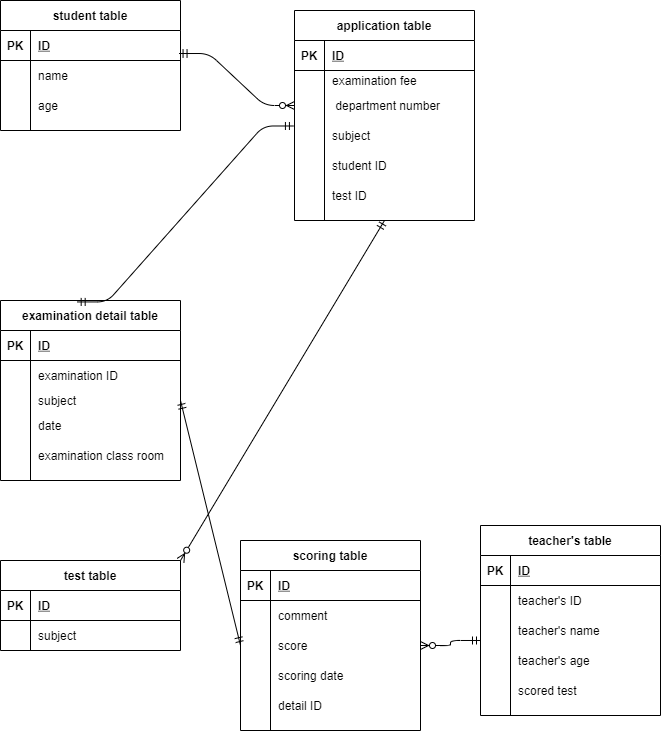 student table
PK ID
name
age
application table
PK ID
examination fee
department number
subject
student ID
test ID
examination detail table
PK ID
examination ID
subject
date
examination class room
test table
PK ID
subject
scoring table
PK ID
comment
score
scoring date
detail ID
teacher's table
PK ID
teacher's ID
teacher's name
teacher's age
scored test